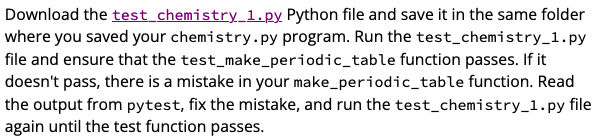 Download the test_chemistry_1.py Python file and save it in the same folder
where you saved your chemistry.py program. Run the test_chemistry_1.py
file and ensure that the test_make_periodic_table function passes. If it
doesn't pass, there is a mistake in your make_periodic_table function. Read
the output from pytest, fix the mistake, and run the test_chemistry_1.py file
again until the test function passes.